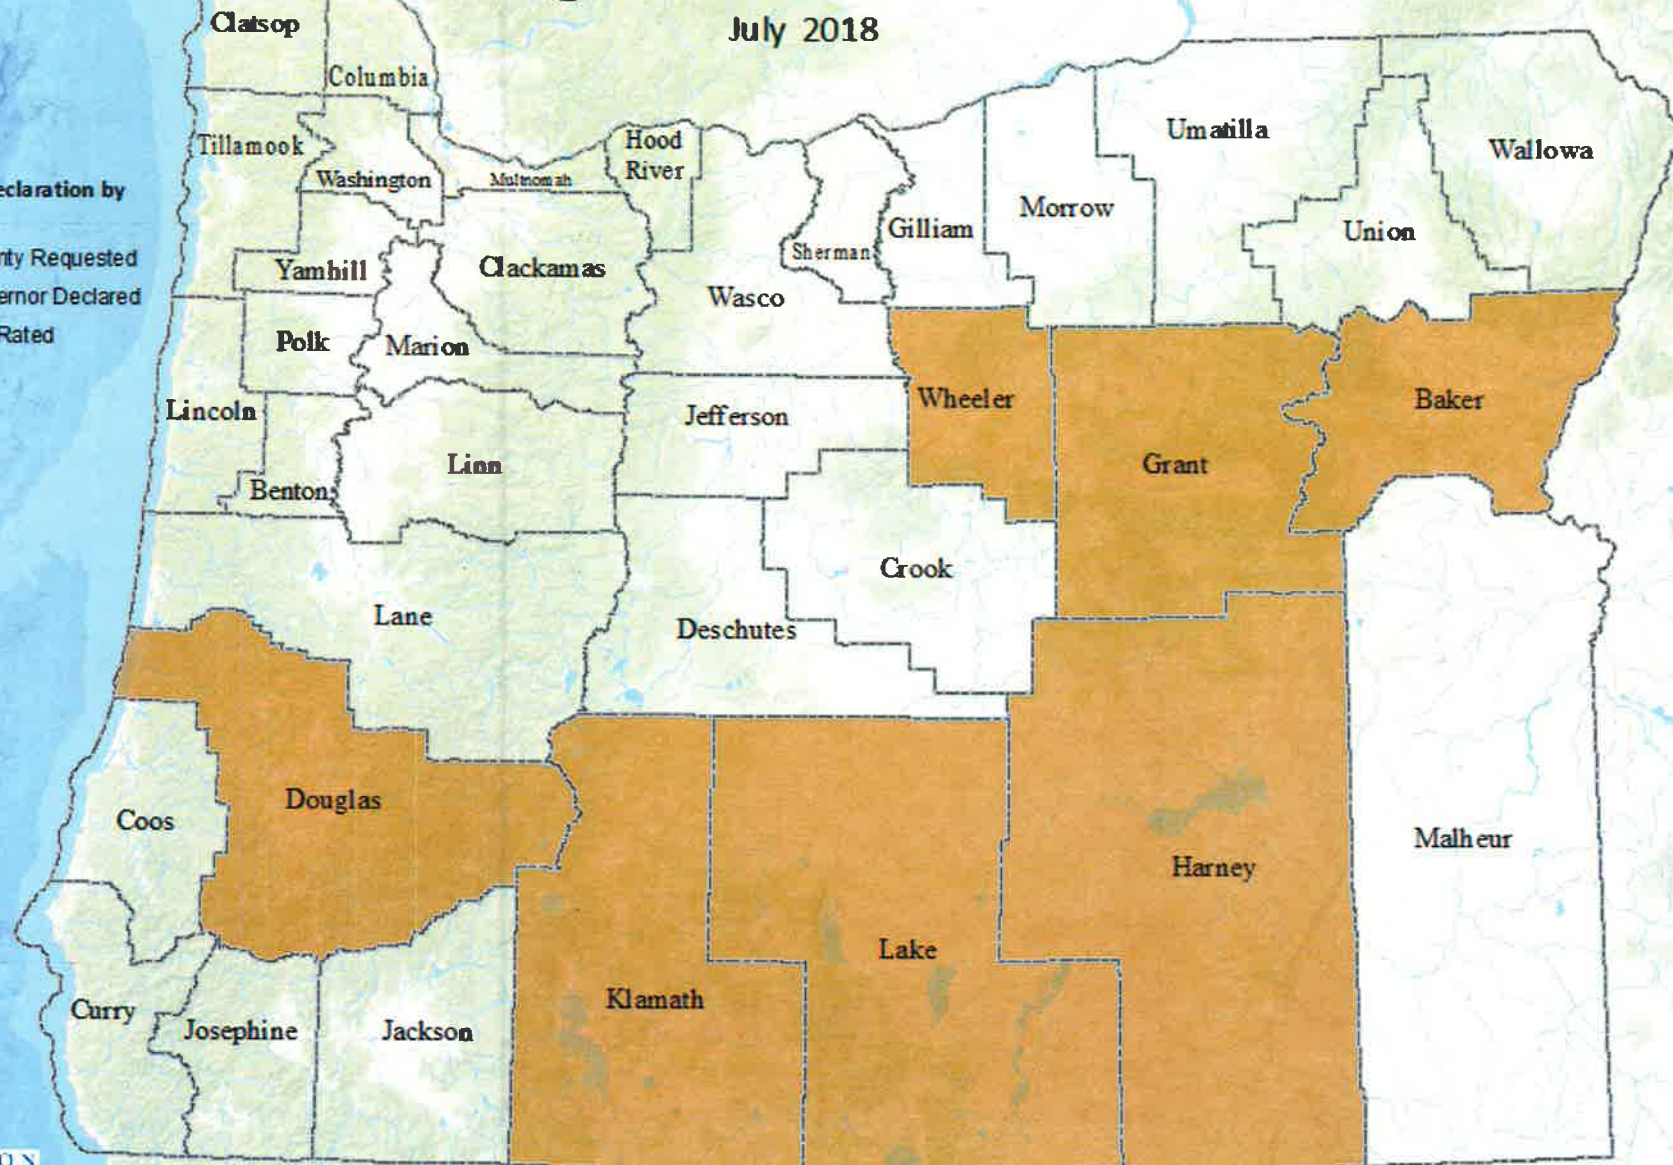 July 2018
Clatsop
Columbia
Tillamook
Washington
Multnomah
Hood
River
Umatilla
Wallowa
eclaration by
nty Requested
ernor Declared
Rated
Yamhill
Clackamas
Wasco
Sherman
Gilliam
Morrow
Union
Polk
Marion
Lincoln
Linn
Benton
Jefferson
Wheeler
Grant
Baker
Crook
Lane
Deschutes
Douglas
Coos
Harney
Malheur
Klamath
Lake
Curry
Josephine
Jackson